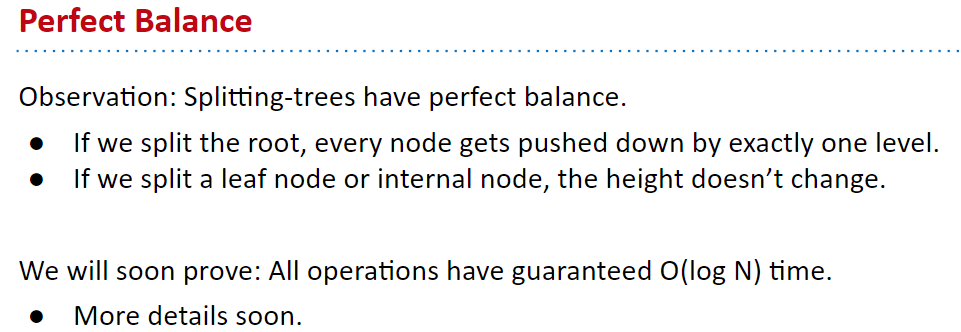 Perfect Balance
Observation: Splitting-trees have perfect balance.
● If we split the root, every node gets pushed down by exactly one level.
● If we split a leaf node or internal node, the height doesn’t change.
We will soon prove: All operations have guaranteed O(log N) time.
● More details soon.